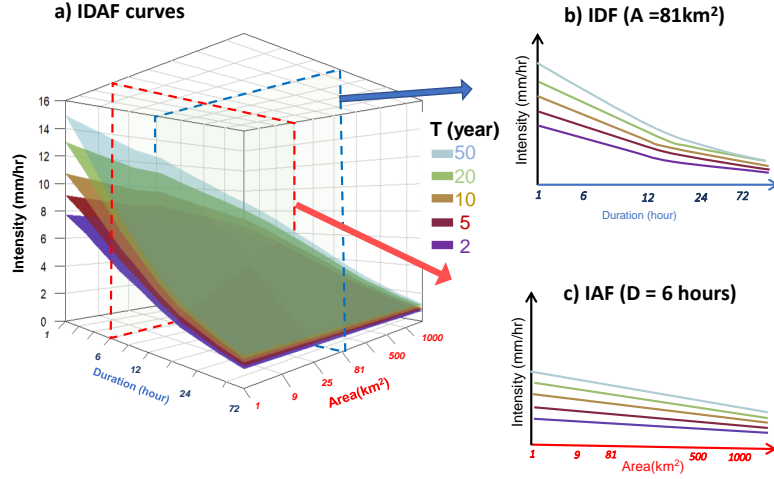 a) IDAF curves
Intensity (mm/hr)
16
14
12
10
8
6
4
2
0
1
6
12
24
72
Duration (hour)
1
9
25
81
500
1000
Area(km²)
T (year)
50
20
10
5
2
b) IDF (A =81km²)
Intensity (mm/hr)
1 6 12 24 72
Duration (hour)
c) IAF (D = 6 hours)
Intensity (mm/hr)
1 9 81 500 1000
Area(km²)